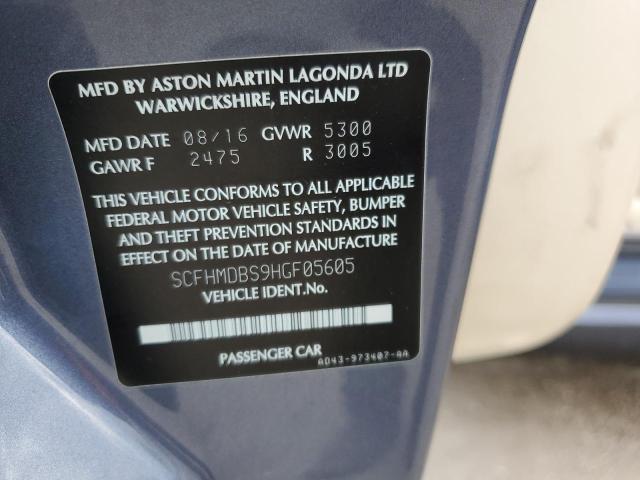 MFD BY ASTON MARTIN LAGONDA LTD
WARWICKSHIRE, ENGLAND
MFD DATE 08/16 GVWR 5300
GAWR F 2475 R 3005
THIS VEHICLE CONFORMS TO ALL APPLICABLE
FEDERAL MOTOR VEHICLE SAFETY, BUMPER
AND THEFT PREVENTION STANDARDS IN
EFFECT ON THE DATE OF MANUFACTURE.
SCFHMDBS9HGF05605
VEHICLE IDENT.No.
PASSENGER CAR AD43-973407-AA